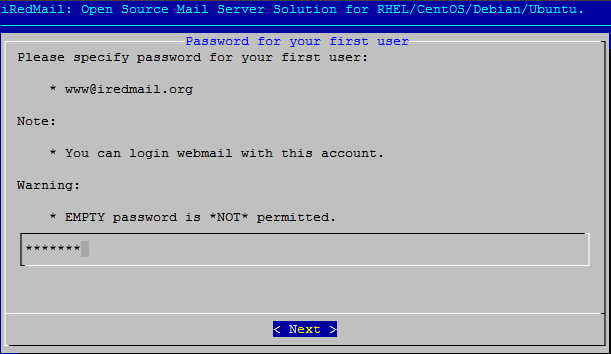 iRedMail: Open Source Mail Server Solution for RHEL/CentOS/Debian/Ubuntu.
Password for your first user
Please specify password for your first user:
* www@iredmail.org
Note:
* You can login webmail with this account.
Warning:
* EMPTY password is *NOT* permitted.
*******
< Next >